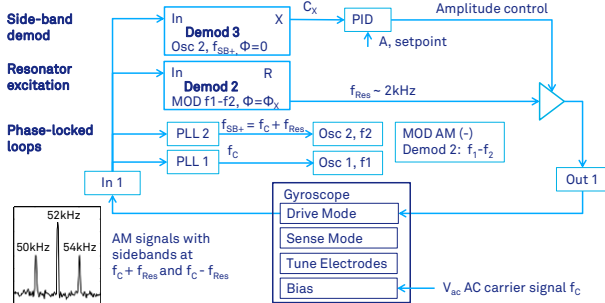 Side-band
demod
In X
Demod 3
Osc 2, fSB+, Φ=0
CX
PID
A, setpoint
Amplitude control
Resonator
excitation
In R
Demod 2
MOD f1-f2, Φ=ΦX
fRes ~ 2kHz
Phase-locked
loops
PLL 2
fSB+ = fC + fRes
Osc 2, f2
PLL 1
fC
Osc 1, f1
MOD AM (-)
Demod 2: f1-f2
In 1
Out 1
Gyroscope
Drive Mode
Sense Mode
Tune Electrodes
Bias
52kHz
50kHz
54kHz
AM signals with
sidebands at
fC + fRes and fC - fRes
Vac AC carrier signal fC